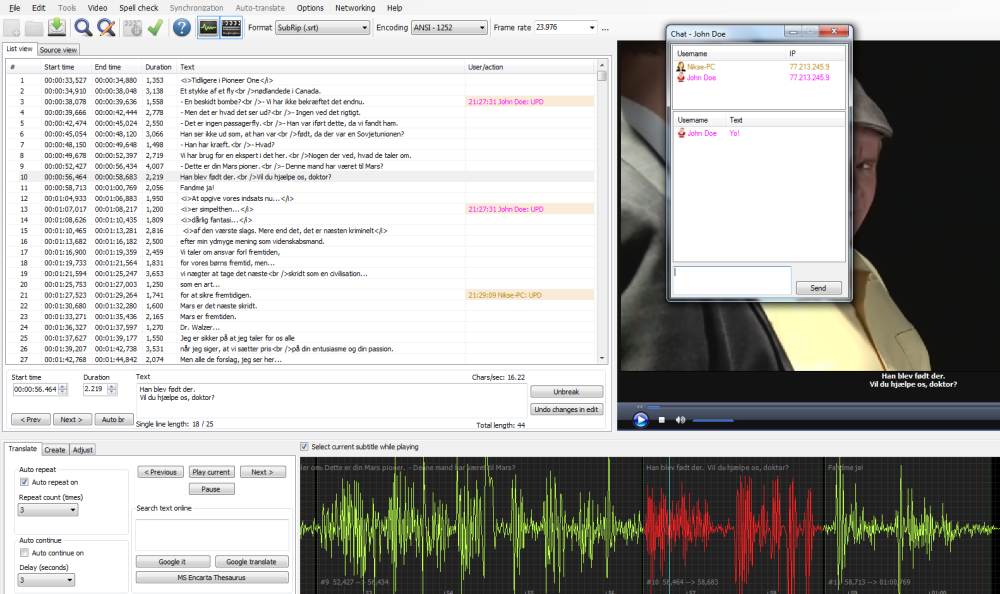 File Edit Tools Video Spell check Synchronization Auto-translate Options Networking Help
Format SubRip (.srt) Encoding ANSI - 1252 Frame rate 23.976 ...
List view Source view
# Start time End time Duration Text User/action
1 00:00:33,527 00:00:34,880 1,353 <i>Tidligere i Pioneer One</i>
2 00:00:34,910 00:00:38,048 3,138 Et stykke af et fly<br />nødlandede i Canada.
3 00:00:38,078 00:00:39,636 1,558 - En beskidt bombe?<br />- Vi har ikke bekræftet det endnu. 21:27:31 John Doe: UPD
4 00:00:39,666 00:00:42,444 2,778 - Men det er hvad det ser ud?<br />- Ingen ved det rigtigt.
5 00:00:42,474 00:00:45,024 2,550 - Det er ingen passagerfly.<br />- Han var iført dette, da vi fandt ham.
6 00:00:45,054 00:00:48,120 3,066 Han ser ikke ud som, at han var<br />født, da der var en Sovjetunionen?
7 00:00:48,150 00:00:49,648 1,498 - Han har kræft.<br />- Hvad?
8 00:00:49,678 00:00:52,397 2,719 Vi har brug for en ekspert i det her.<br />Nogen der ved, hvad de taler om.
9 00:00:52,427 00:00:56,434 4,007 - Dette er din Mars pioner.<br />- Denne mand har været til Mars?
10 00:00:56,464 00:00:58,683 2,219 Han blev født der.<br />Vil du hjælpe os, doktor?
11 00:00:58,713 00:01:00,769 2,056 Fandme ja!
12 00:01:04,933 00:01:06,883 1,950 <i>At opgive vores indsats nu...</i>
13 00:01:07,017 00:01:08,217 1,200 <i>er simpelthen...</i> 21:27:31 John Doe: UPD
14 00:01:08,626 00:01:10,435 1,809 <i>dårlig fantasi...</i>
15 00:01:10,465 00:01:13,281 2,816 <i>af den værste slags. Mere end det, det er næsten kriminelt</i>
16 00:01:13,682 00:01:16,182 2,500 efter min ydmyge mening som videnskabsmand.
17 00:01:16,900 00:01:19,359 2,459 Vi taler om ansvar forl fremtiden,
18 00:01:19,733 00:01:21,564 1,831 for vores børns fremtid, men...
19 00:01:21,594 00:01:25,247 3,653 vi nægter at tage det næste<br />skridt som en civilisation...
20 00:01:25,753 00:01:27,003 1,250 som en art...
21 00:01:27,523 00:01:29,264 1,741 for at sikre fremtidigen. 21:29:09 Nikse-PC: UPD
22 00:01:30,680 00:01:32,280 1,600 Mars er det næste skridt.
23 00:01:33,271 00:01:35,436 2,165 Mars er fremtiden.
24 00:01:36,327 00:01:37,597 1,270 Dr. Walzer...
25 00:01:37,627 00:01:39,177 1,550 Jeg er sikker på at jeg taler for os alle
26 00:01:39,207 00:01:42,738 3,531 når jeg siger, at vi sætter pris<br />på din entusiasme og din passion.
27 00:01:42,768 00:01:44,842 2,074 Men alle de forslag, jeg ser her...
Start time Duration Text Chars/sec: 16.22
00:00:56.464 2.219 Han blev født der.
Vil du hjælpe os, doktor?
Unbreak
Undo changes in edit
< Prev Next > Auto br Single line length: 18 / 25 Total length: 44
Chat - John Doe
Username IP
Nikse-PC 77.213.245.9
John Doe 77.213.245.9
Username Text
John Doe Yo!
Send
Han blev født der.
Vil du hjælpe os, doktor?
Translate Create Adjust
Auto repeat
Auto repeat on
Repeat count (times)
3
Auto continue
Auto continue on
Delay (seconds)
3
< Previous Play current Next >
Pause
Search text online
Google it Google translate
MS Encarta Thesaurus
Select current subtitle while playing
er om: Dette er din Mars pioner. - Denne mand har været til Mars? Han blev født der. Vil du hjælpe os, doktor? Fandme ja!
#9 52,427 --> 56,434 #10 56,464 --> 58,683 #11 58,713 --> 01:00,769